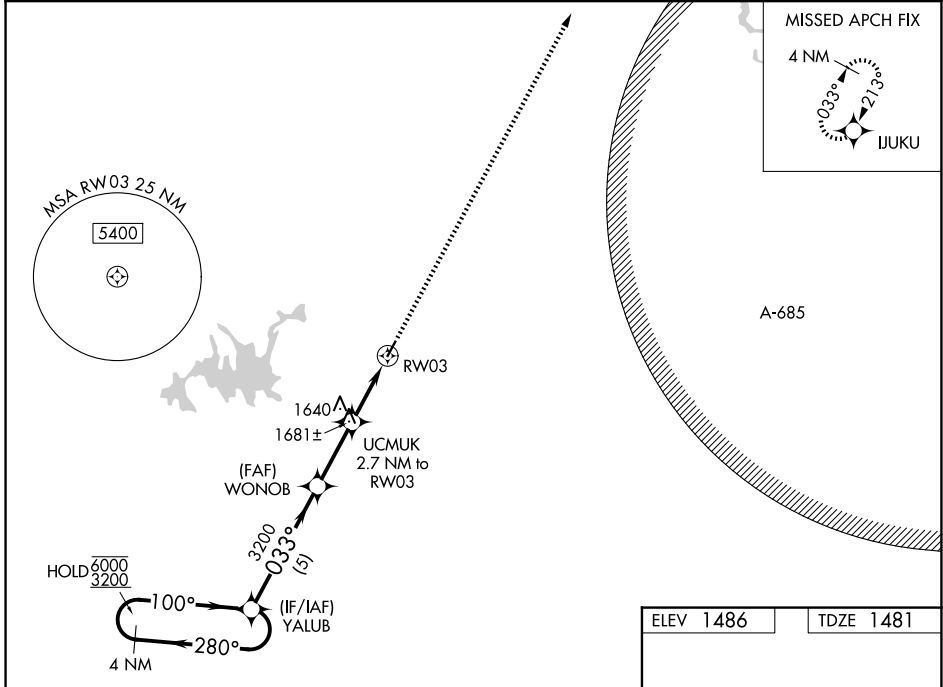 MISSED APCH FIX
4 NM
033°
213°
IJUKU
MSA RW03 25 NM
5400
A-685
RW03
1640
1681±
UCMUK
2.7 NM to
RW03
(FAF)
WONOB
3200
033°
(5)
HOLD 6000
3200
100°
(IF/IAF)
YALUB
280°
4 NM
ELEV 1486
TDZE 1481